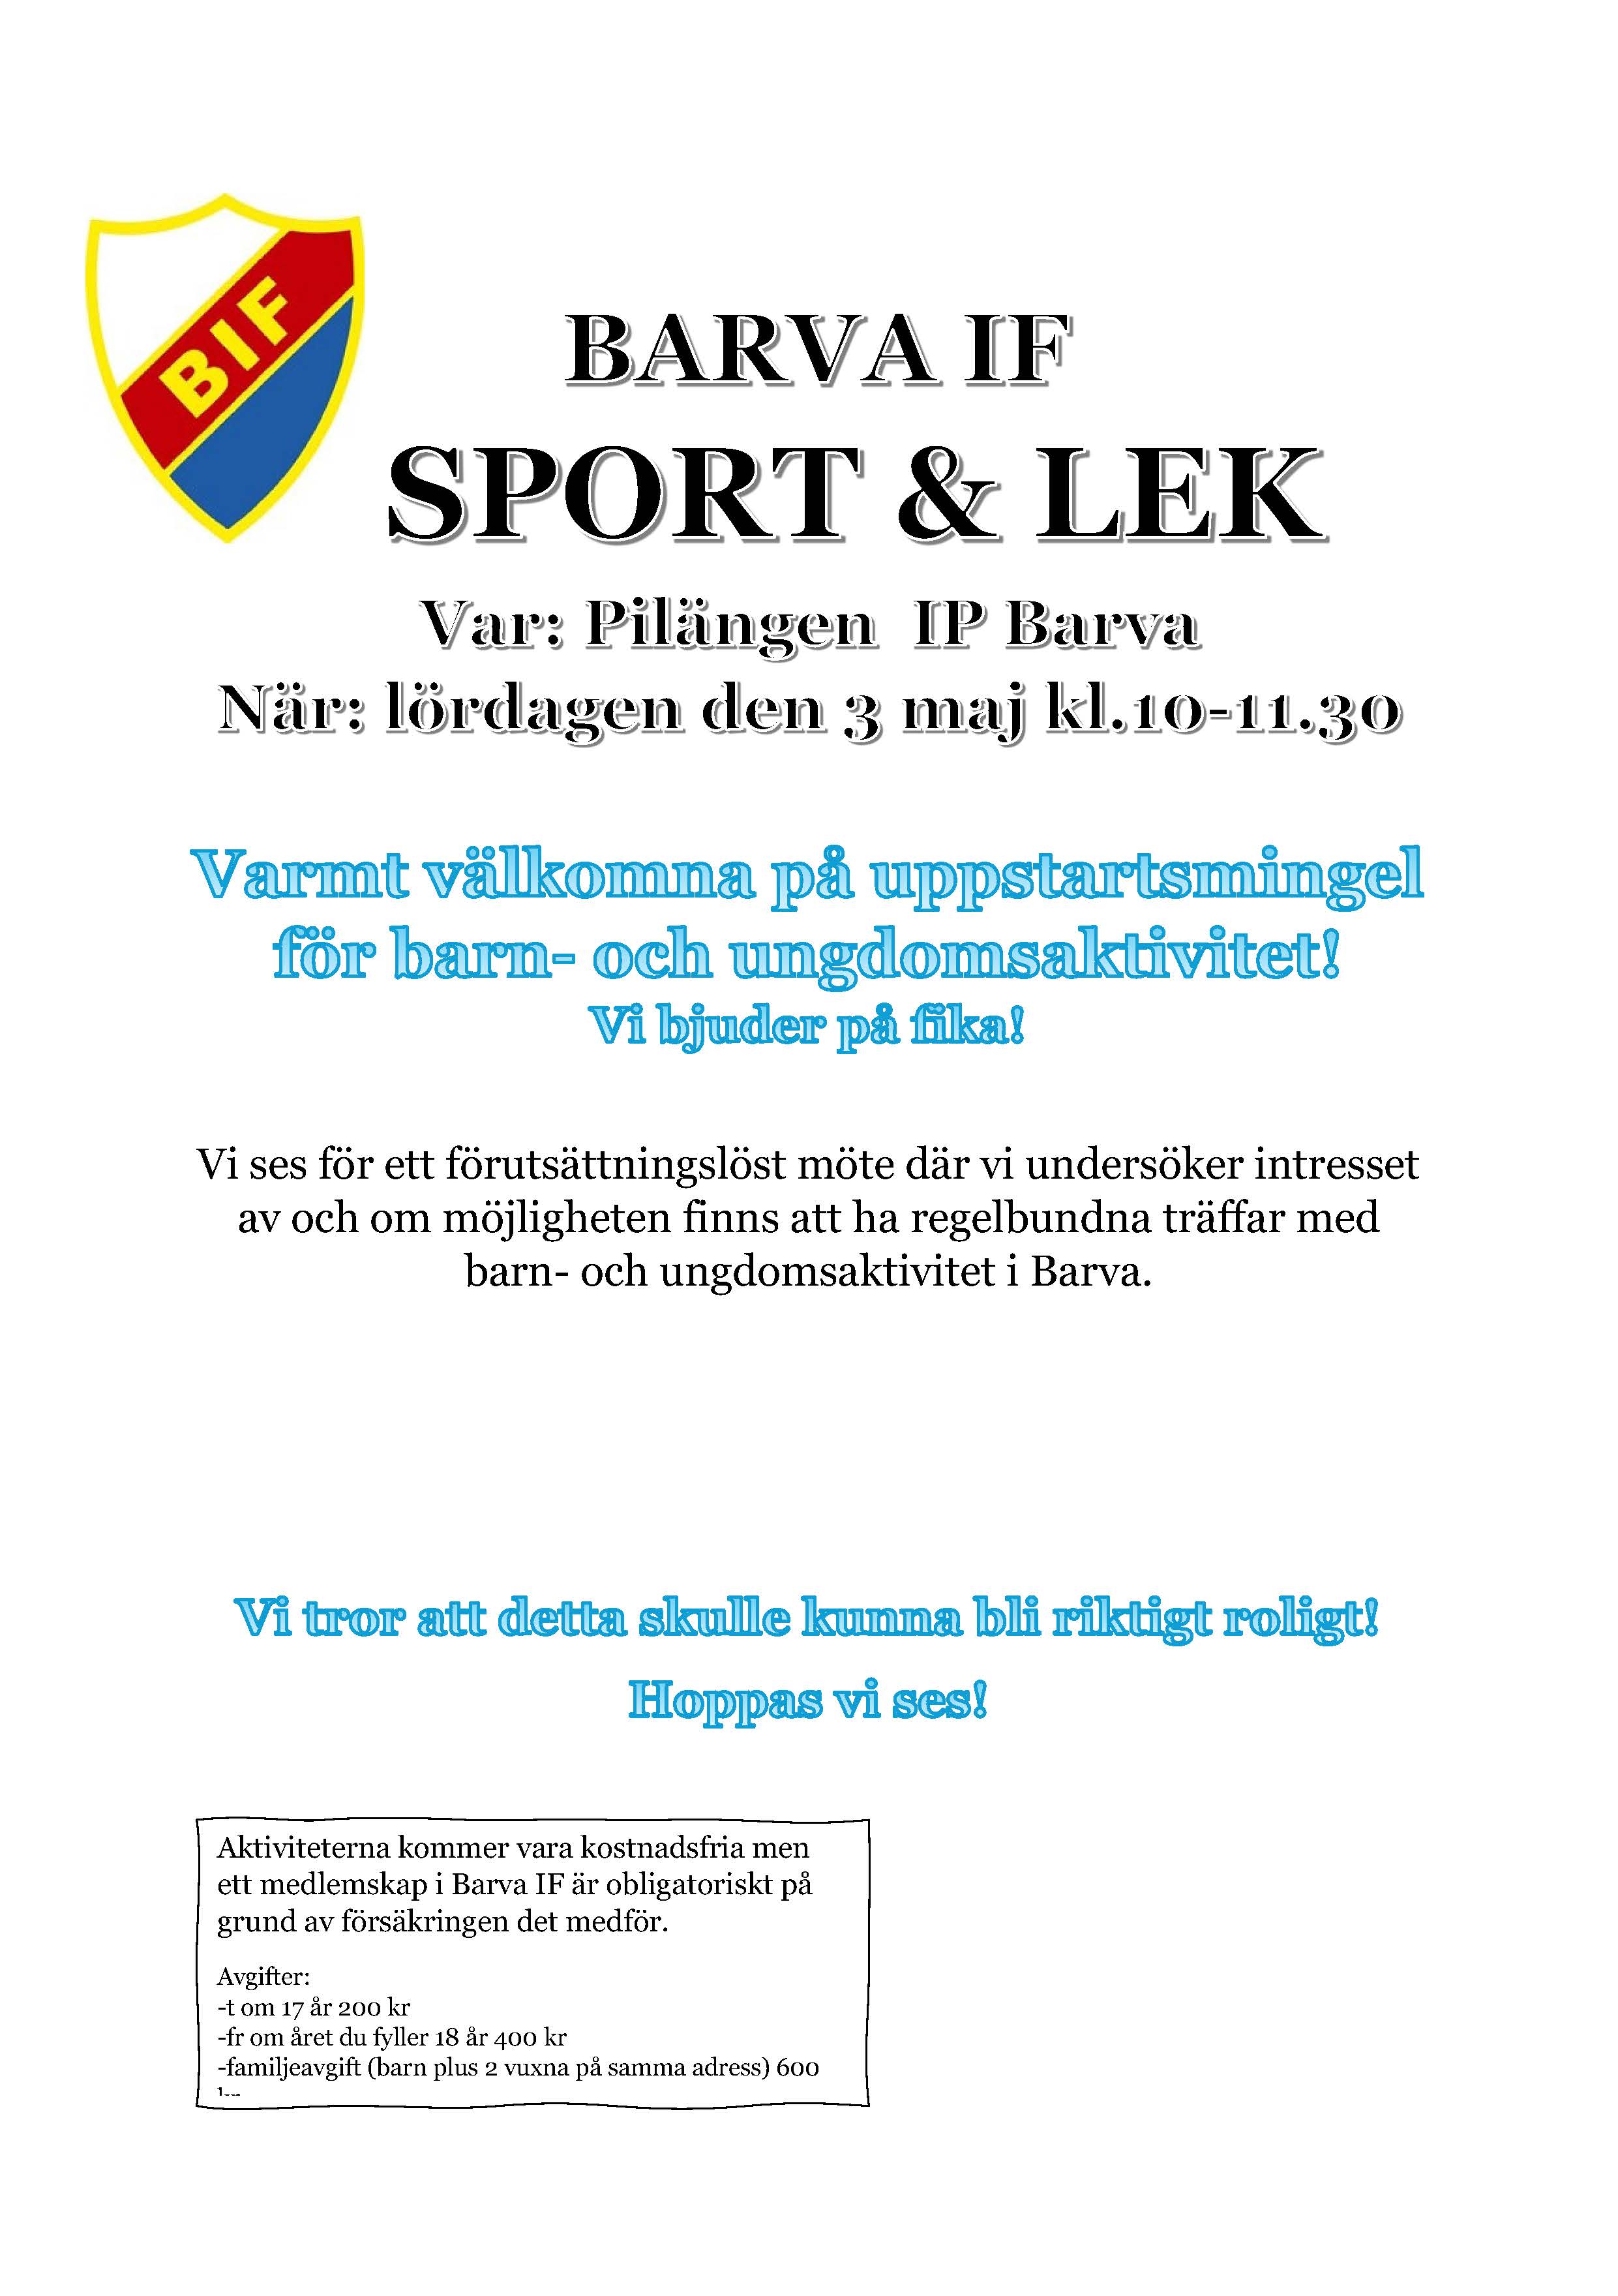 BIF
BARVA IF
SPORT & LEK
Var: Pilängen IP Barva
När: lördagen den 3 maj kl.10-11.30
Varmt välkomna på uppstartsmingel
för barn- och ungdomsaktivitet!
Vi bjuder på fika!
Vi ses för ett förutsättningslöst möte där vi undersöker intresset
av och om möjligheten finns att ha regelbundna träffar med
barn- och ungdomsaktivitet i Barva.
Vi tror att detta skulle kunna bli riktigt roligt!
Hoppas vi ses!
Aktiviteterna kommer vara kostnadsfria men
ett medlemskap i Barva IF är obligatoriskt på
grund av försäkringen det medför.
Avgifter:
-t om 17 år 200 kr
-fr om året du fyller 18 år 400 kr
-familjeavgift (barn plus 2 vuxna på samma adress) 600